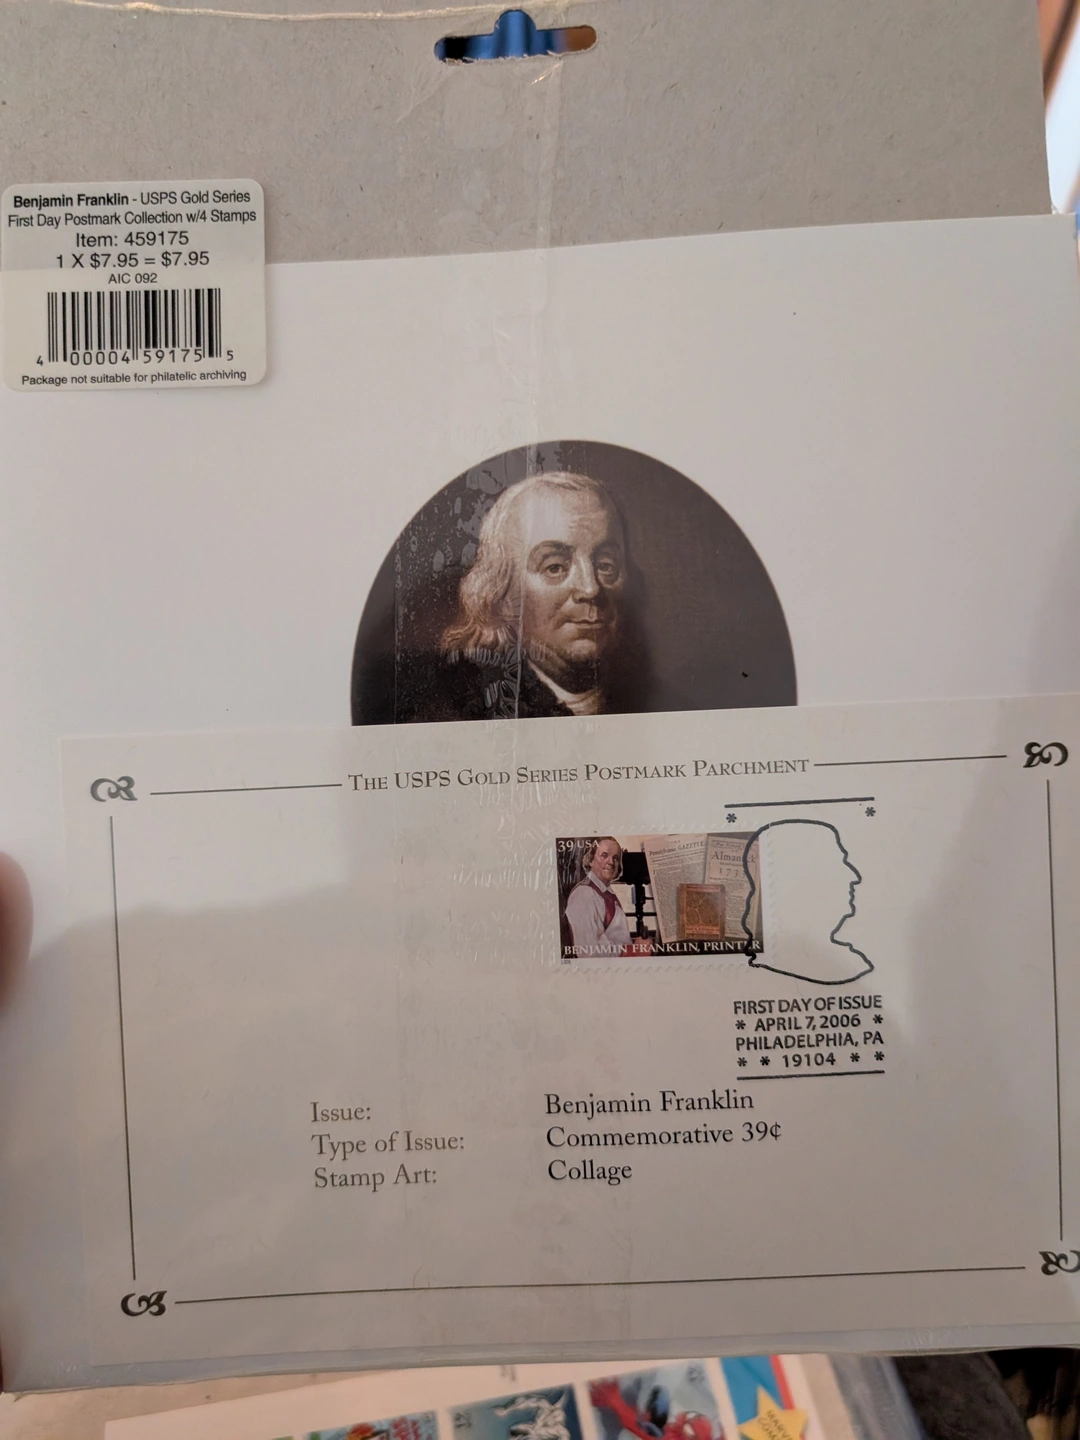 Benjamin Franklin - USPS Gold Series
First Day Postmark Collection w/4 Stamps
Item: 459175
1 X $7.95 = $7.95
AIC 092
4 00004 59175 5
Package not suitable for philatelic archiving
THE USPS GOLD SERIES POSTMARK PARCHMENT
39 USA
Pennsylvania GAZETTE
Almanack
BENJAMIN FRANKLIN, PRINTER
* *
FIRST DAY OF ISSUE
* APRIL 7, 2006 *
PHILADELPHIA, PA
* * 19104 * *
Issue: Benjamin Franklin
Type of Issue: Commemorative 39¢
Stamp Art: Collage